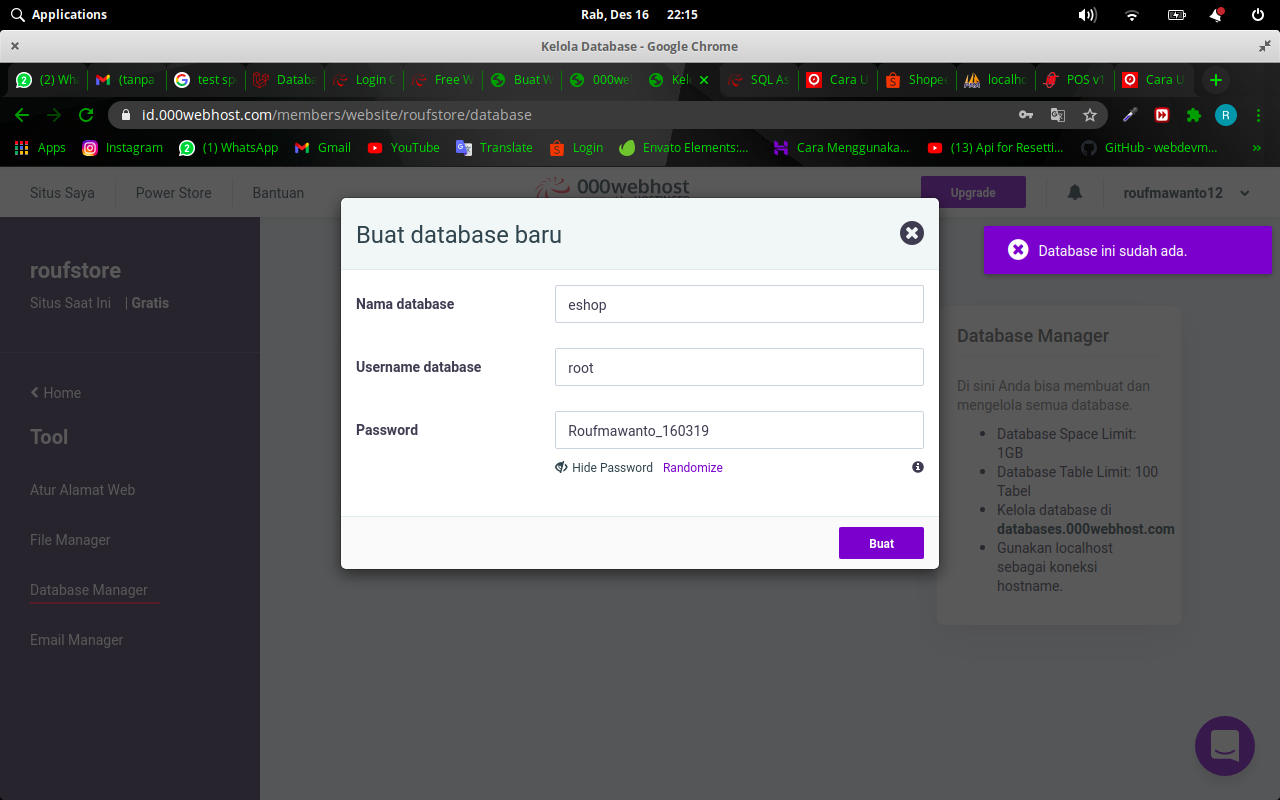 Applications
Rab, Des 16 22:15
Kelola Database - Google Chrome
(2) Wha
(tanpa
test sp
Datab
Login
Free W
Buat W
000we
Kel
SQL As
Cara U
Shope
localho
POS v1
Cara U
id.000webhost.com/members/website/roufstore/database
R
Apps
Instagram
2
(1) WhatsApp
Gmail
YouTube
Translate
Login
Envato Elements:...
Cara Menggunaka...
(13) Api for Resetti...
GitHub - webdevm...
»
Situs Saya
Power Store
Bantuan
000webhost
Upgrade
roufmawanto12
Buat database baru
Database ini sudah ada.
roufstore
Situs Saat Ini | Gratis
Nama database
eshop
Username database
root
Password
Roufmawanto_160319
Hide Password
Randomize
Buat
Database Manager
Di sini Anda bisa membuat dan
mengelola semua database.
Database Space Limit:
1GB
Database Table Limit: 100
Tabel
Kelola database di
databases.000webhost.com
Gunakan localhost
sebagai koneksi
hostname.
Home
Tool
Atur Alamat Web
File Manager
Database Manager
Email Manager